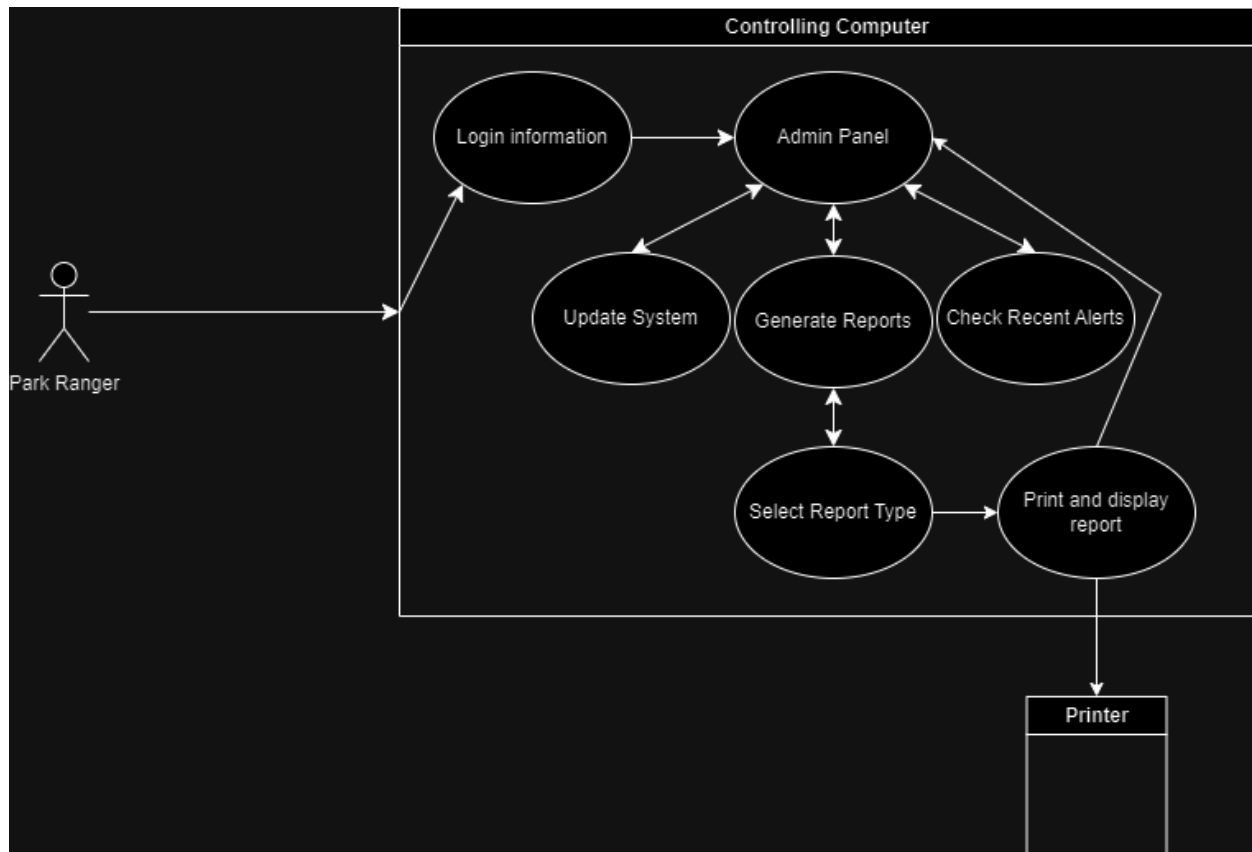 Controlling Computer
Login information
Admin Panel
Update System
Generate Reports
Check Recent Alerts
Park Ranger
Select Report Type
Print and display
report
Printer